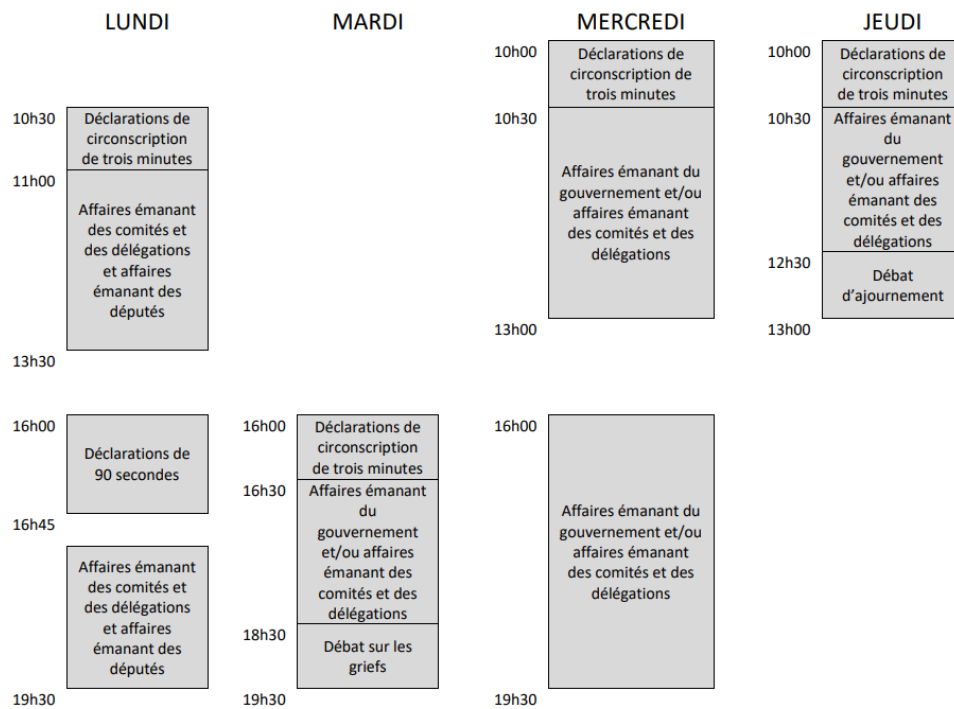 LUNDI
10h30
Déclarations de
circonscription
de trois minutes
11h00
Affaires émanant
des comités et
des délégations
et affaires
émanant des
députés
13h30
16h00
Déclarations de
90 secondes
16h45
Affaires émanant
des comités et
des délégations
et affaires
émanant des
députés
19h30
MARDI
16h00
Déclarations de
circonscription
de trois minutes
16h30
Affaires émanant
du
gouvernement
et/ou affaires
émanant des
comités et des
délégations
18h30
Débat sur les
griefs
19h30
MERCREDI
10h00
Déclarations de
circonscription de
trois minutes
10h30
Affaires émanant du
gouvernement et/ou
affaires émanant
des comités et des
délégations
13h00
16h00
Affaires émanant du
gouvernement et/ou
affaires émanant
des comités et des
délégations
19h30
JEUDI
10h00
Déclarations de
circonscription
de trois minutes
10h30
Affaires émanant
du
gouvernement
et/ou affaires
émanant des
comités et des
délégations
12h30
Débat
d'ajournement
13h00